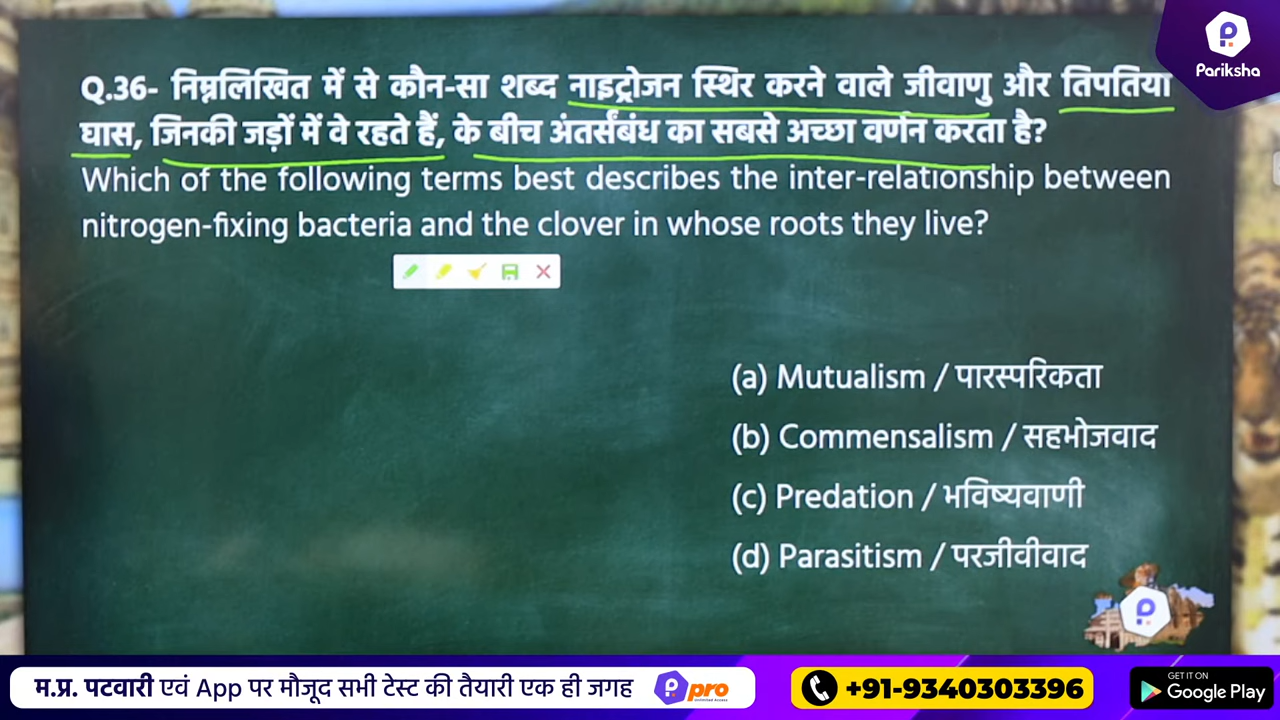 Pariksha
Q.36- निम्नलिखित में से कौन-सा शब्द नाइट्रोजन स्थिर करने वाले जीवाणु और तिपतिया
घास, जिनकी जड़ों में वे रहते हैं, के बीच अंतर्संबंध का सबसे अच्छा वर्णन करता है?
Which of the following terms best describes the inter-relationship between
nitrogen-fixing bacteria and the clover in whose roots they live?
(a) Mutualism / पारस्परिकता
(b) Commensalism / सहभोजवाद
(c) Predation / भविष्यवाणी
(d) Parasitism / परजीवीवाद
म.प्र. पटवारी एवं App पर मौजूद सभी टेस्ट की तैयारी एक ही जगह
pro
+91-9340303396
GET IT ON
Google Play